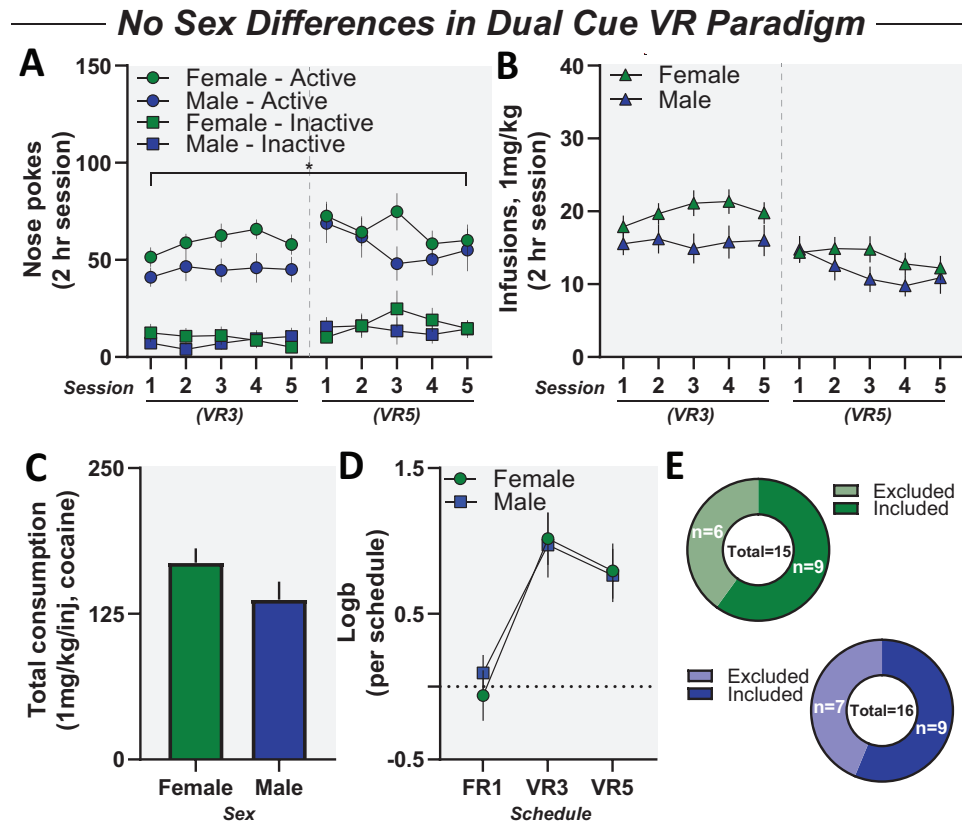 No Sex Differences in Dual Cue VR Paradigm
A
150
100
50
0
Nose pokes
(2 hr session)
Female - Active
Male - Active
Female - Inactive
Male - Inactive
*
Session
1 2 3 4 5 1 2 3 4 5
(VR3) (VR5)
B
40
30
20
10
0
Infusions, 1mg/kg
(2 hr session)
Female
Male
Session
1 2 3 4 5 1 2 3 4 5
(VR3) (VR5)
C
250
125
0
Total consumption
(1mg/kg/inj, cocaine)
Female Male
Sex
D
1.5
0.5
-0.5
Logb
(per schedule)
Female
Male
FR1 VR3 VR5
Schedule
E
Excluded
Included
n=6
Total=15
n=9
Excluded
Included
n=7
Total=16
n=9